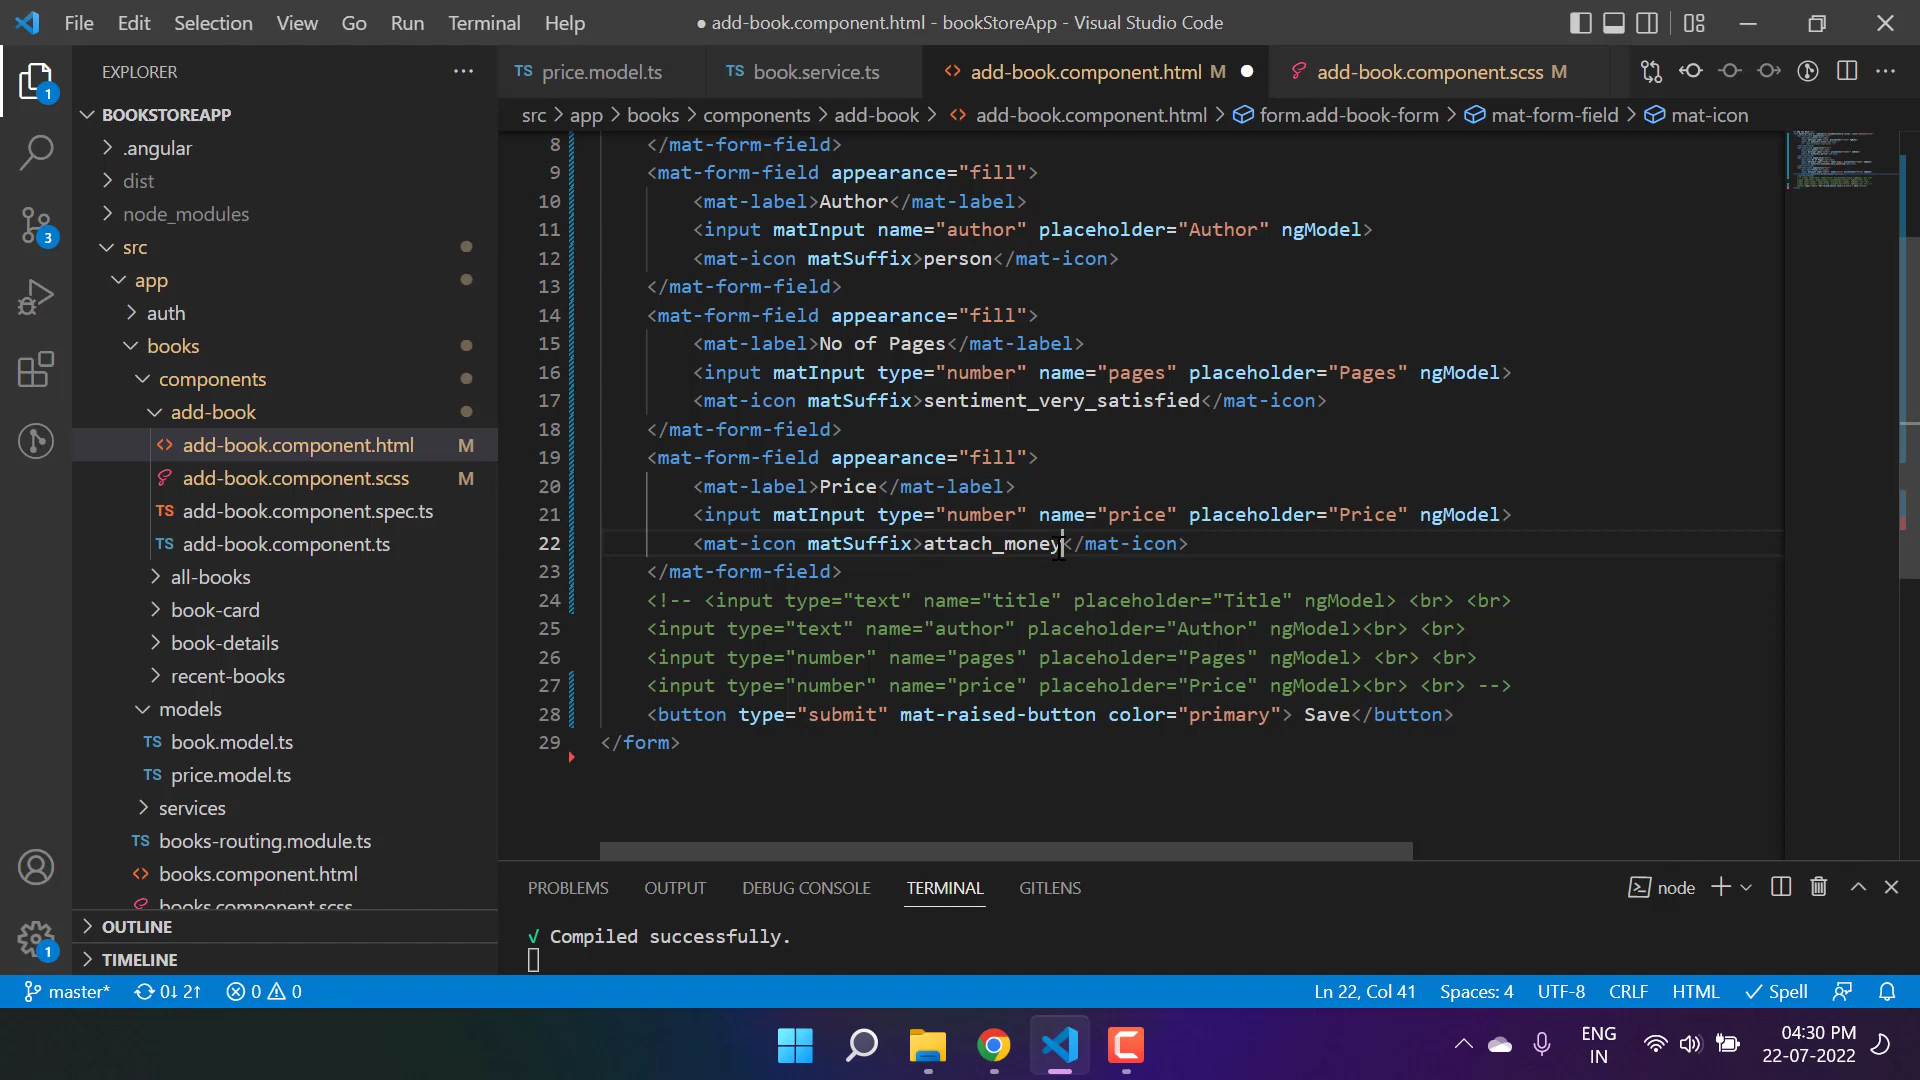 File Edit Selection View Go Run Terminal Help
● add-book.component.html - bookStoreApp - Visual Studio Code
EXPLORER
TS price.model.ts
TS book.service.ts
<> add-book.component.html M
add-book.component.scss M
src > app > books > components > add-book > <> add-book.component.html > form.add-book-form > mat-form-field > mat-icon
BOOKSTOREAPP
.angular
dist
node_modules
src
app
auth
books
components
add-book
<> add-book.component.html M
add-book.component.scss M
TS add-book.component.spec.ts
TS add-book.component.ts
all-books
book-card
book-details
recent-books
models
TS book.model.ts
TS price.model.ts
services
TS books-routing.module.ts
<> books.component.html
books.component.scss
OUTLINE
TIMELINE
1
3
1
8 </mat-form-field>
9 <mat-form-field appearance="fill">
10 <mat-label>Author</mat-label>
11 <input matInput name="author" placeholder="Author" ngModel>
12 <mat-icon matSuffix>person</mat-icon>
13 </mat-form-field>
14 <mat-form-field appearance="fill">
15 <mat-label>No of Pages</mat-label>
16 <input matInput type="number" name="pages" placeholder="Pages" ngModel>
17 <mat-icon matSuffix>sentiment_very_satisfied</mat-icon>
18 </mat-form-field>
19 <mat-form-field appearance="fill">
20 <mat-label>Price</mat-label>
21 <input matInput type="number" name="price" placeholder="Price" ngModel>
22 <mat-icon matSuffix>attach_money</mat-icon>
23 </mat-form-field>
24 <!-- <input type="text" name="title" placeholder="Title" ngModel> <br> <br>
25 <input type="text" name="author" placeholder="Author" ngModel><br> <br>
26 <input type="number" name="pages" placeholder="Pages" ngModel> <br> <br>
27 <input type="number" name="price" placeholder="Price" ngModel><br> <br> -->
28 <button type="submit" mat-raised-button color="primary"> Save</button>
29 </form>
PROBLEMS OUTPUT DEBUG CONSOLE TERMINAL GITLENS
node
√ Compiled successfully.
master* 0↓ 2↑ 0 0
Ln 22, Col 41 Spaces: 4 UTF-8 CRLF HTML Spell
ENG
IN
04:30 PM
22-07-2022